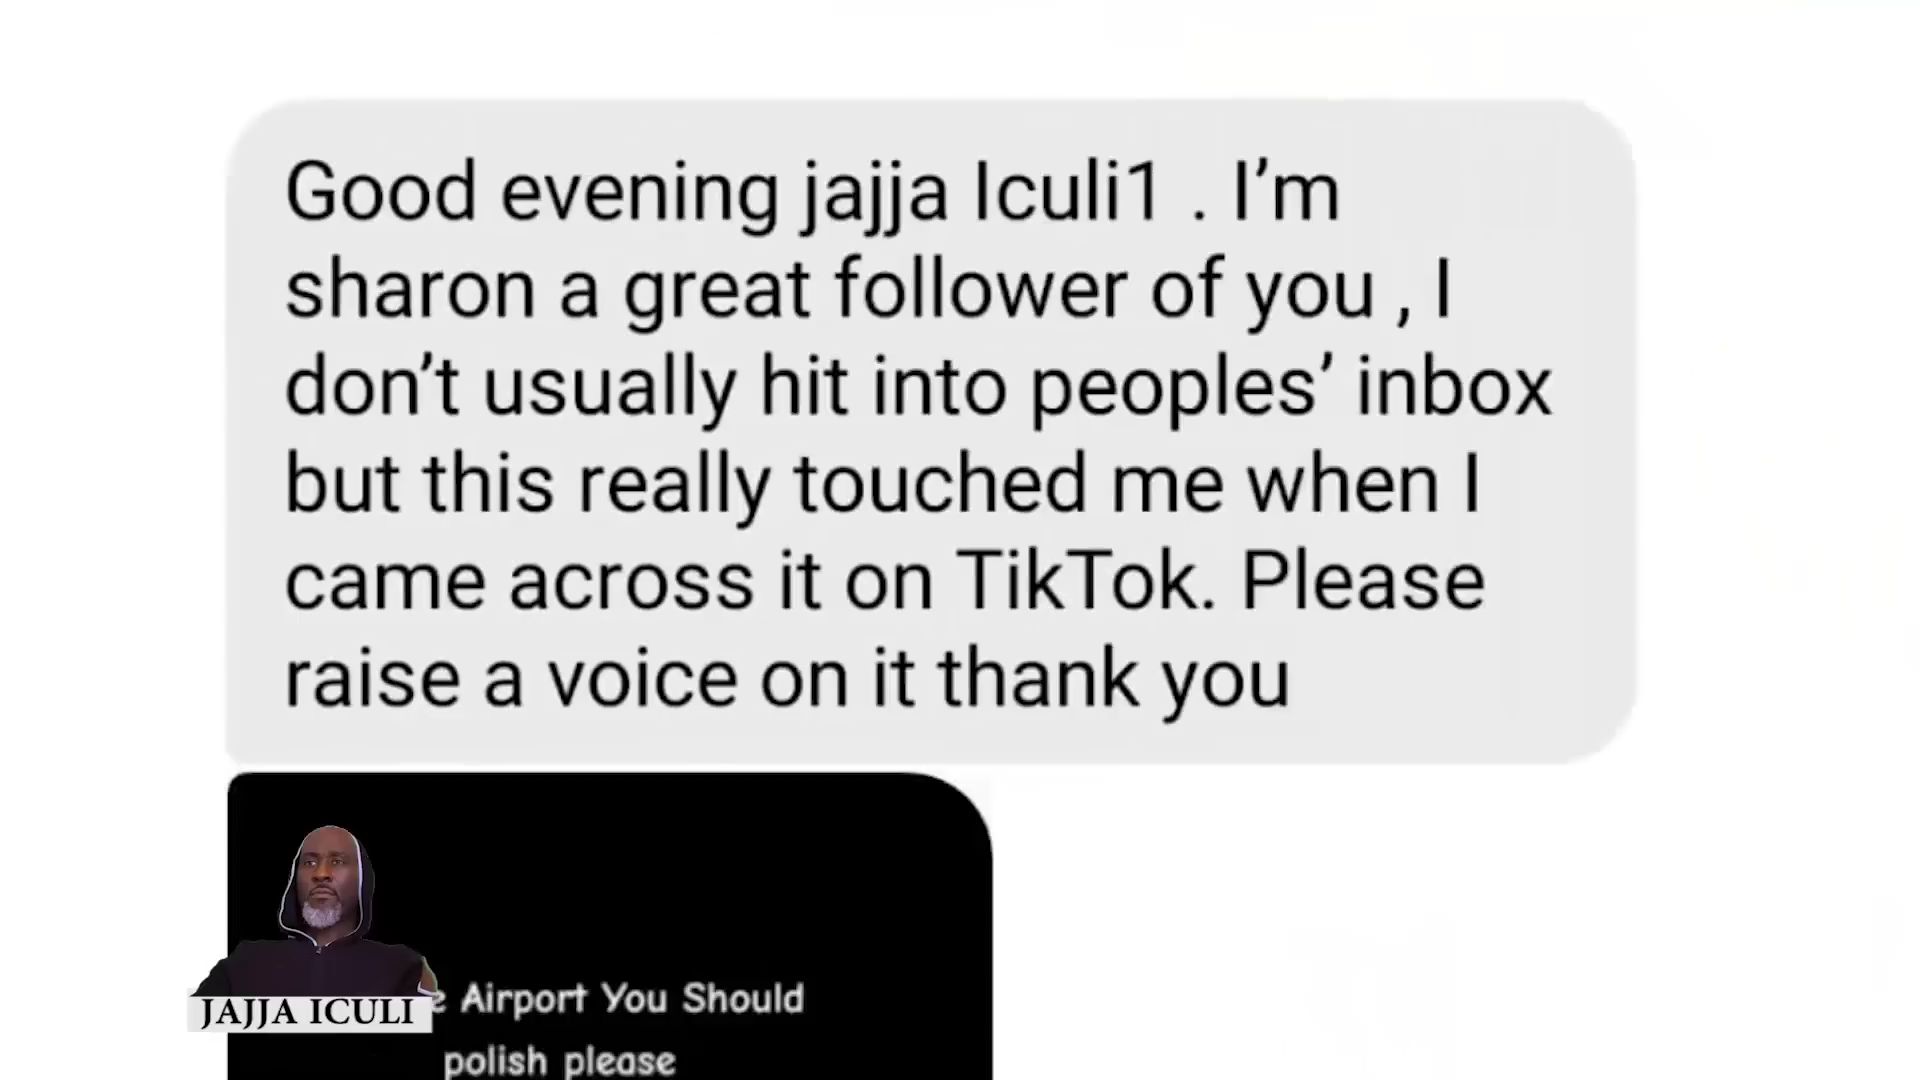 Good evening jajja Iculi1 . I’m
sharon a great follower of you , I
don’t usually hit into peoples’ inbox
but this really touched me when I
came across it on TikTok. Please
raise a voice on it thank you
Airport You Should
polish please
JAJJA ICULI